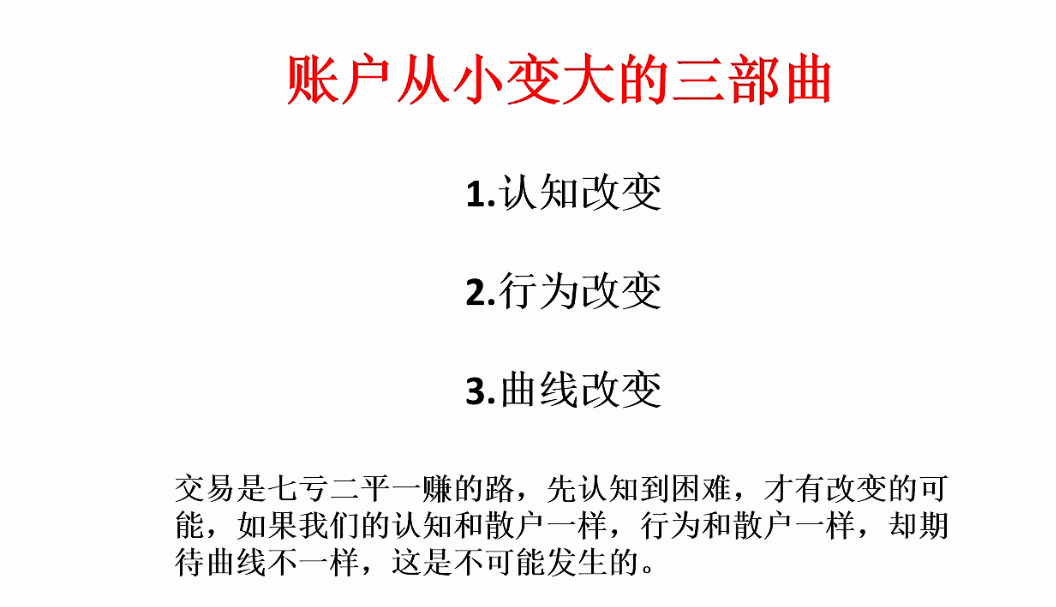 账户从小变大的三部曲
1.认知改变
2.行为改变
3.曲线改变
交易是七亏二平一赚的路，先认知到困难，才有改变的可
能，如果我们的认知和散户一样，行为和散户一样，却期
待曲线不一样，这是不可能发生的。